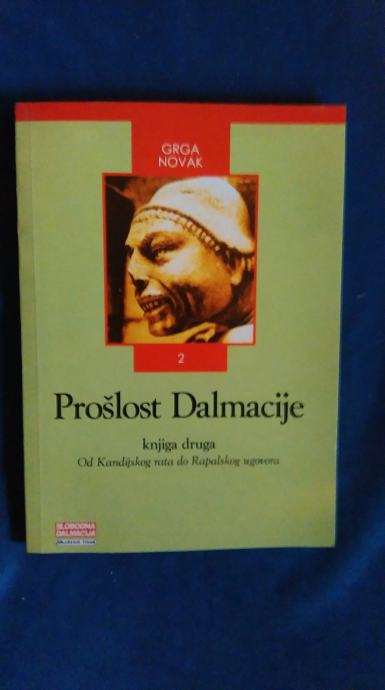 GRGA
NOVAK
2
Prošlost Dalmacije
knjiga druga
Od Kandijskog rata do Rapalskog ugovora
SLOBODNA
DALMACIJA